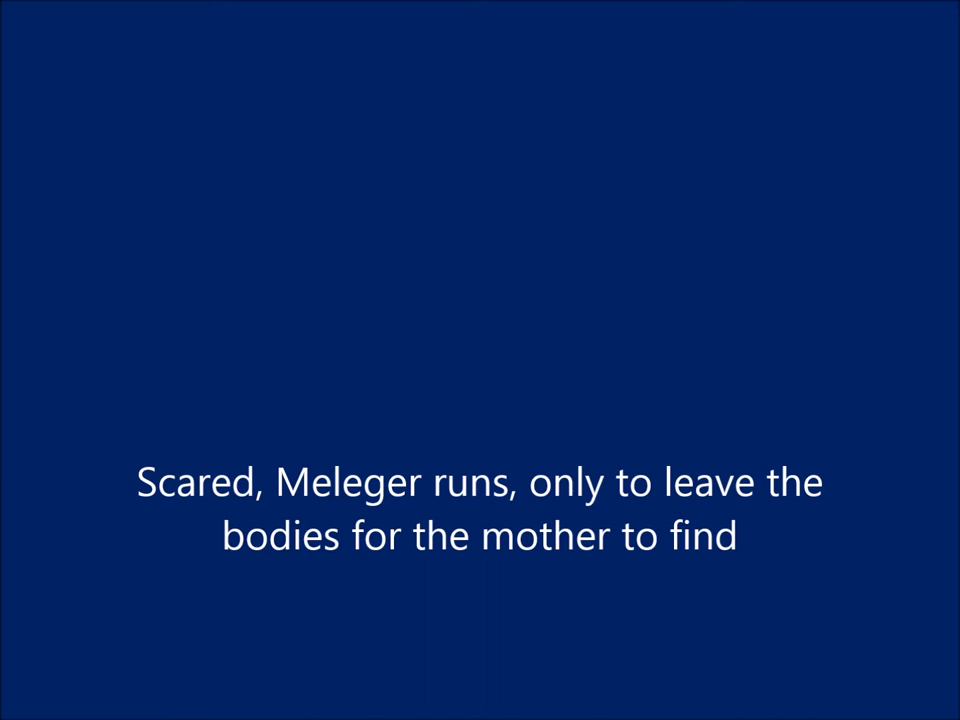 Scared, Meleger runs, only to leave the
bodies for the mother to find